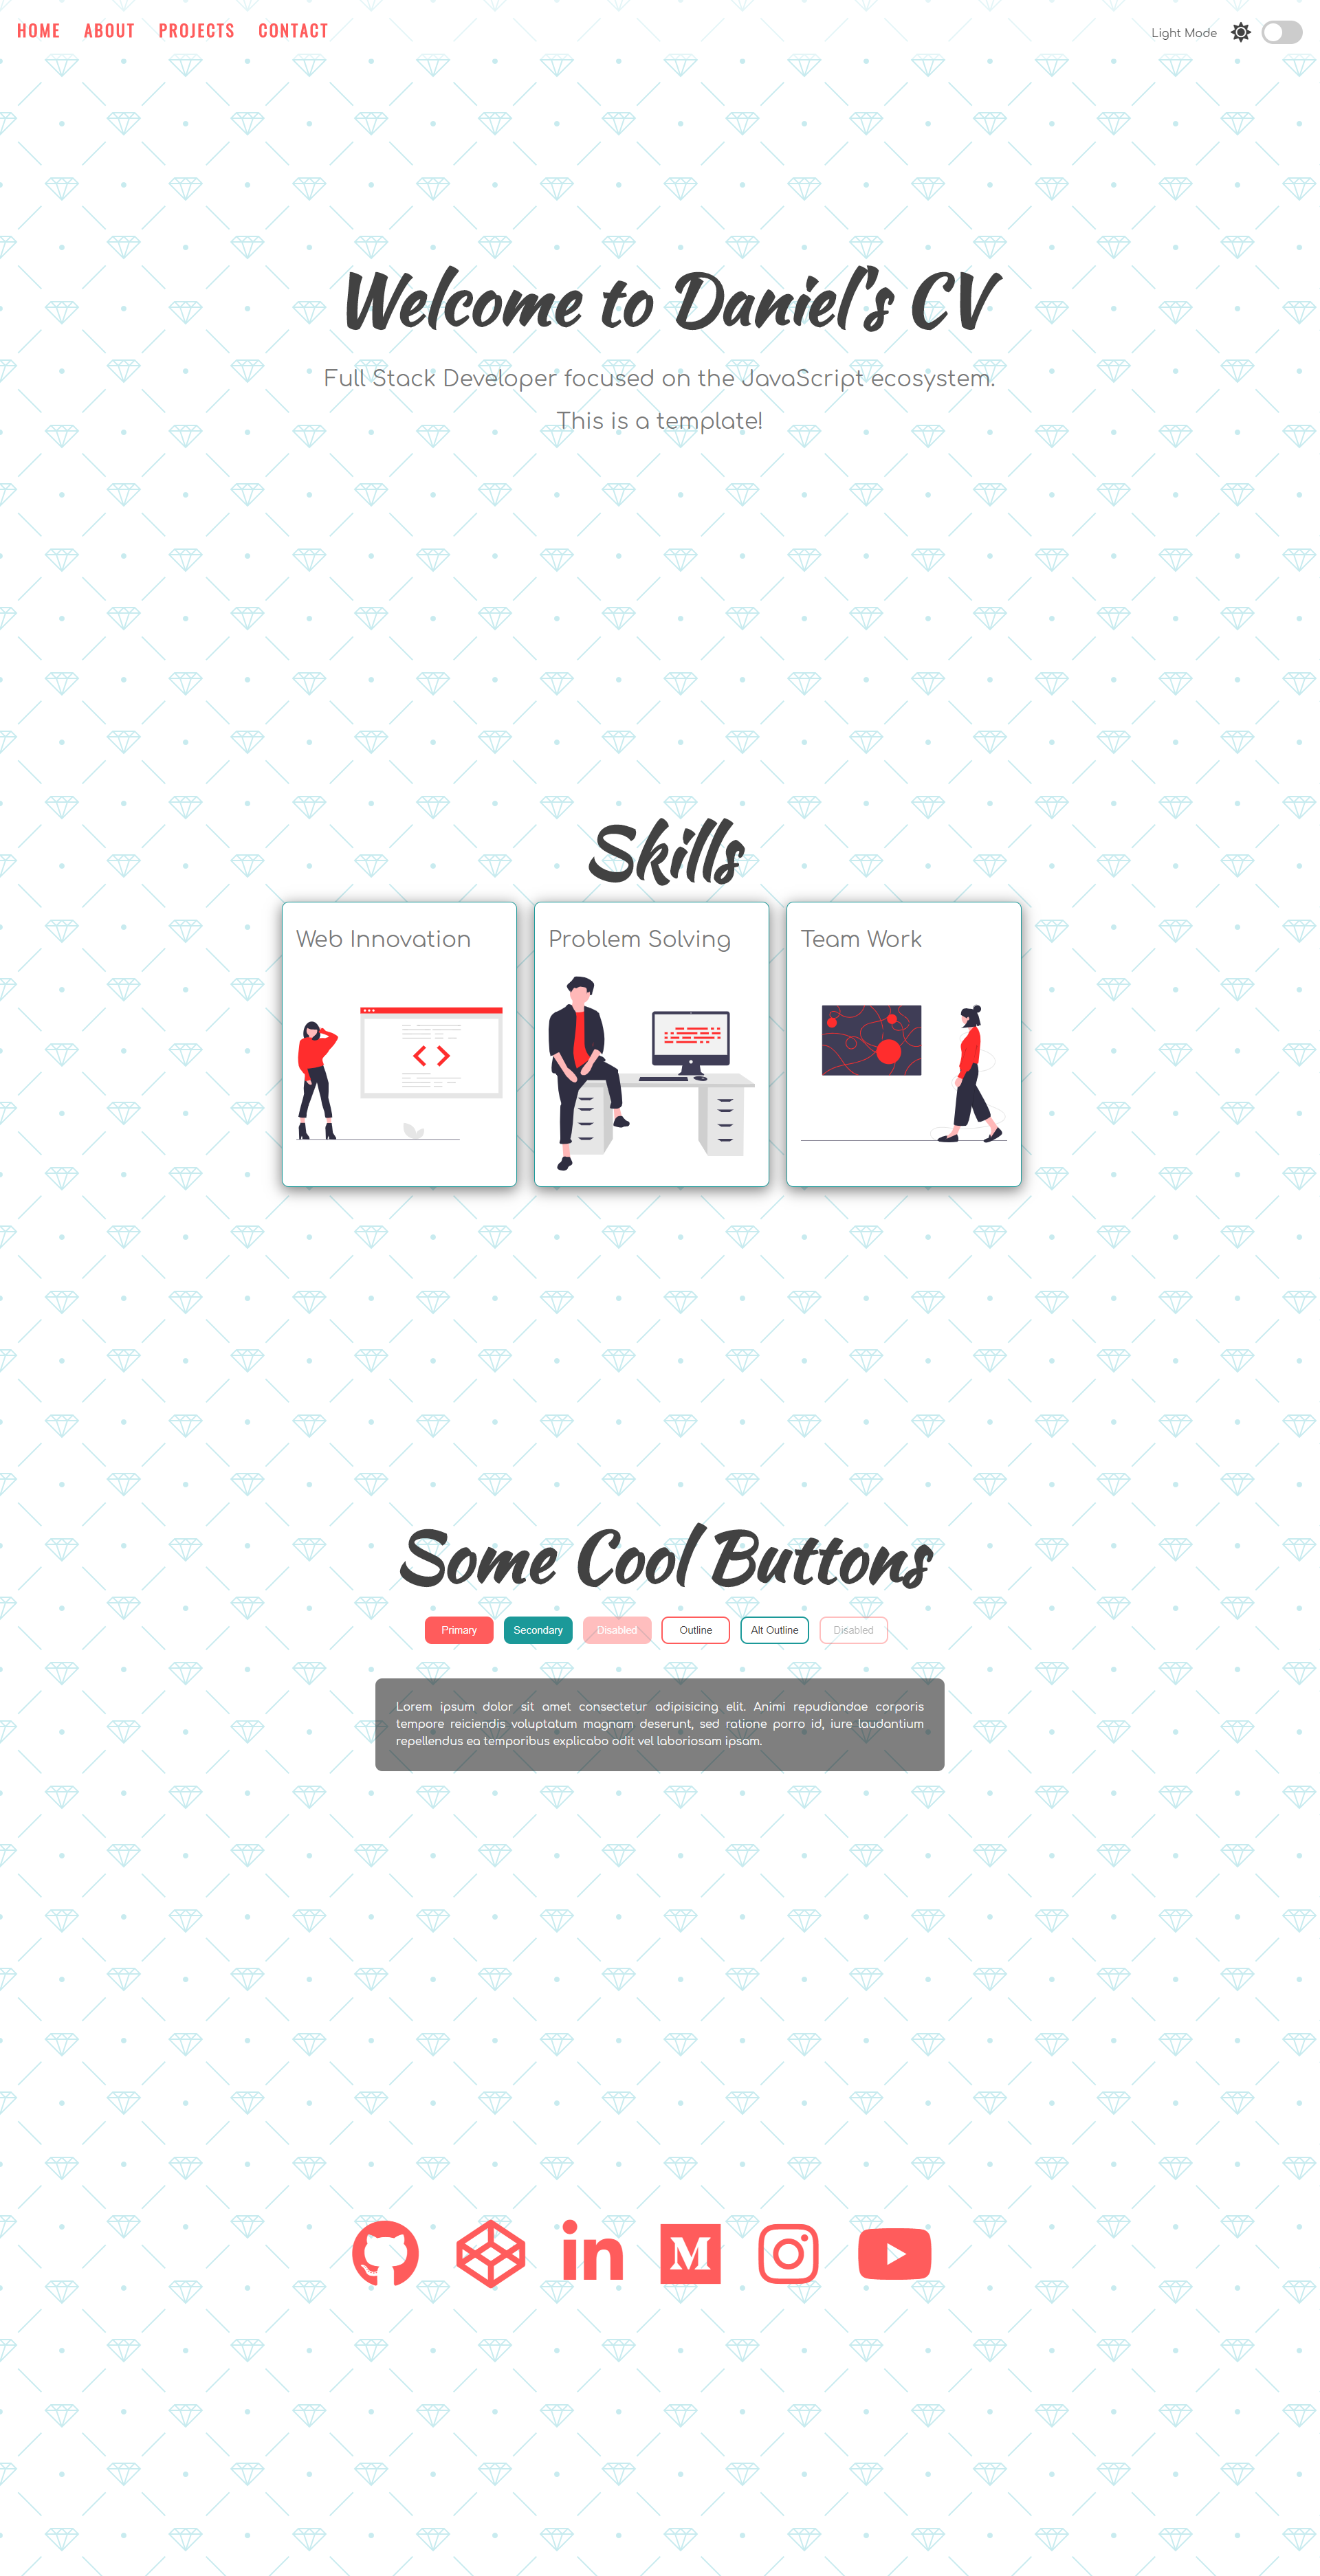 HOME ABOUT PROJECTS CONTACT
Light Mode
Welcome to Daniel's CV
Full Stack Developer focused on the JavaScript ecosystem.
This is a template!
Skills
Web Innovation
Problem Solving
Team Work
Some Cool Buttons
Primary Secondary Disabled Outline Alt Outline Disabled
Lorem ipsum dolor sit amet consectetur adipisicing elit. Animi repudiandae corporis
tempore reiciendis voluptatum magnam deserunt, sed ratione porro id, iure laudantium
repellendus ea temporibus explicabo odit vel laboriosam ipsam.
in M